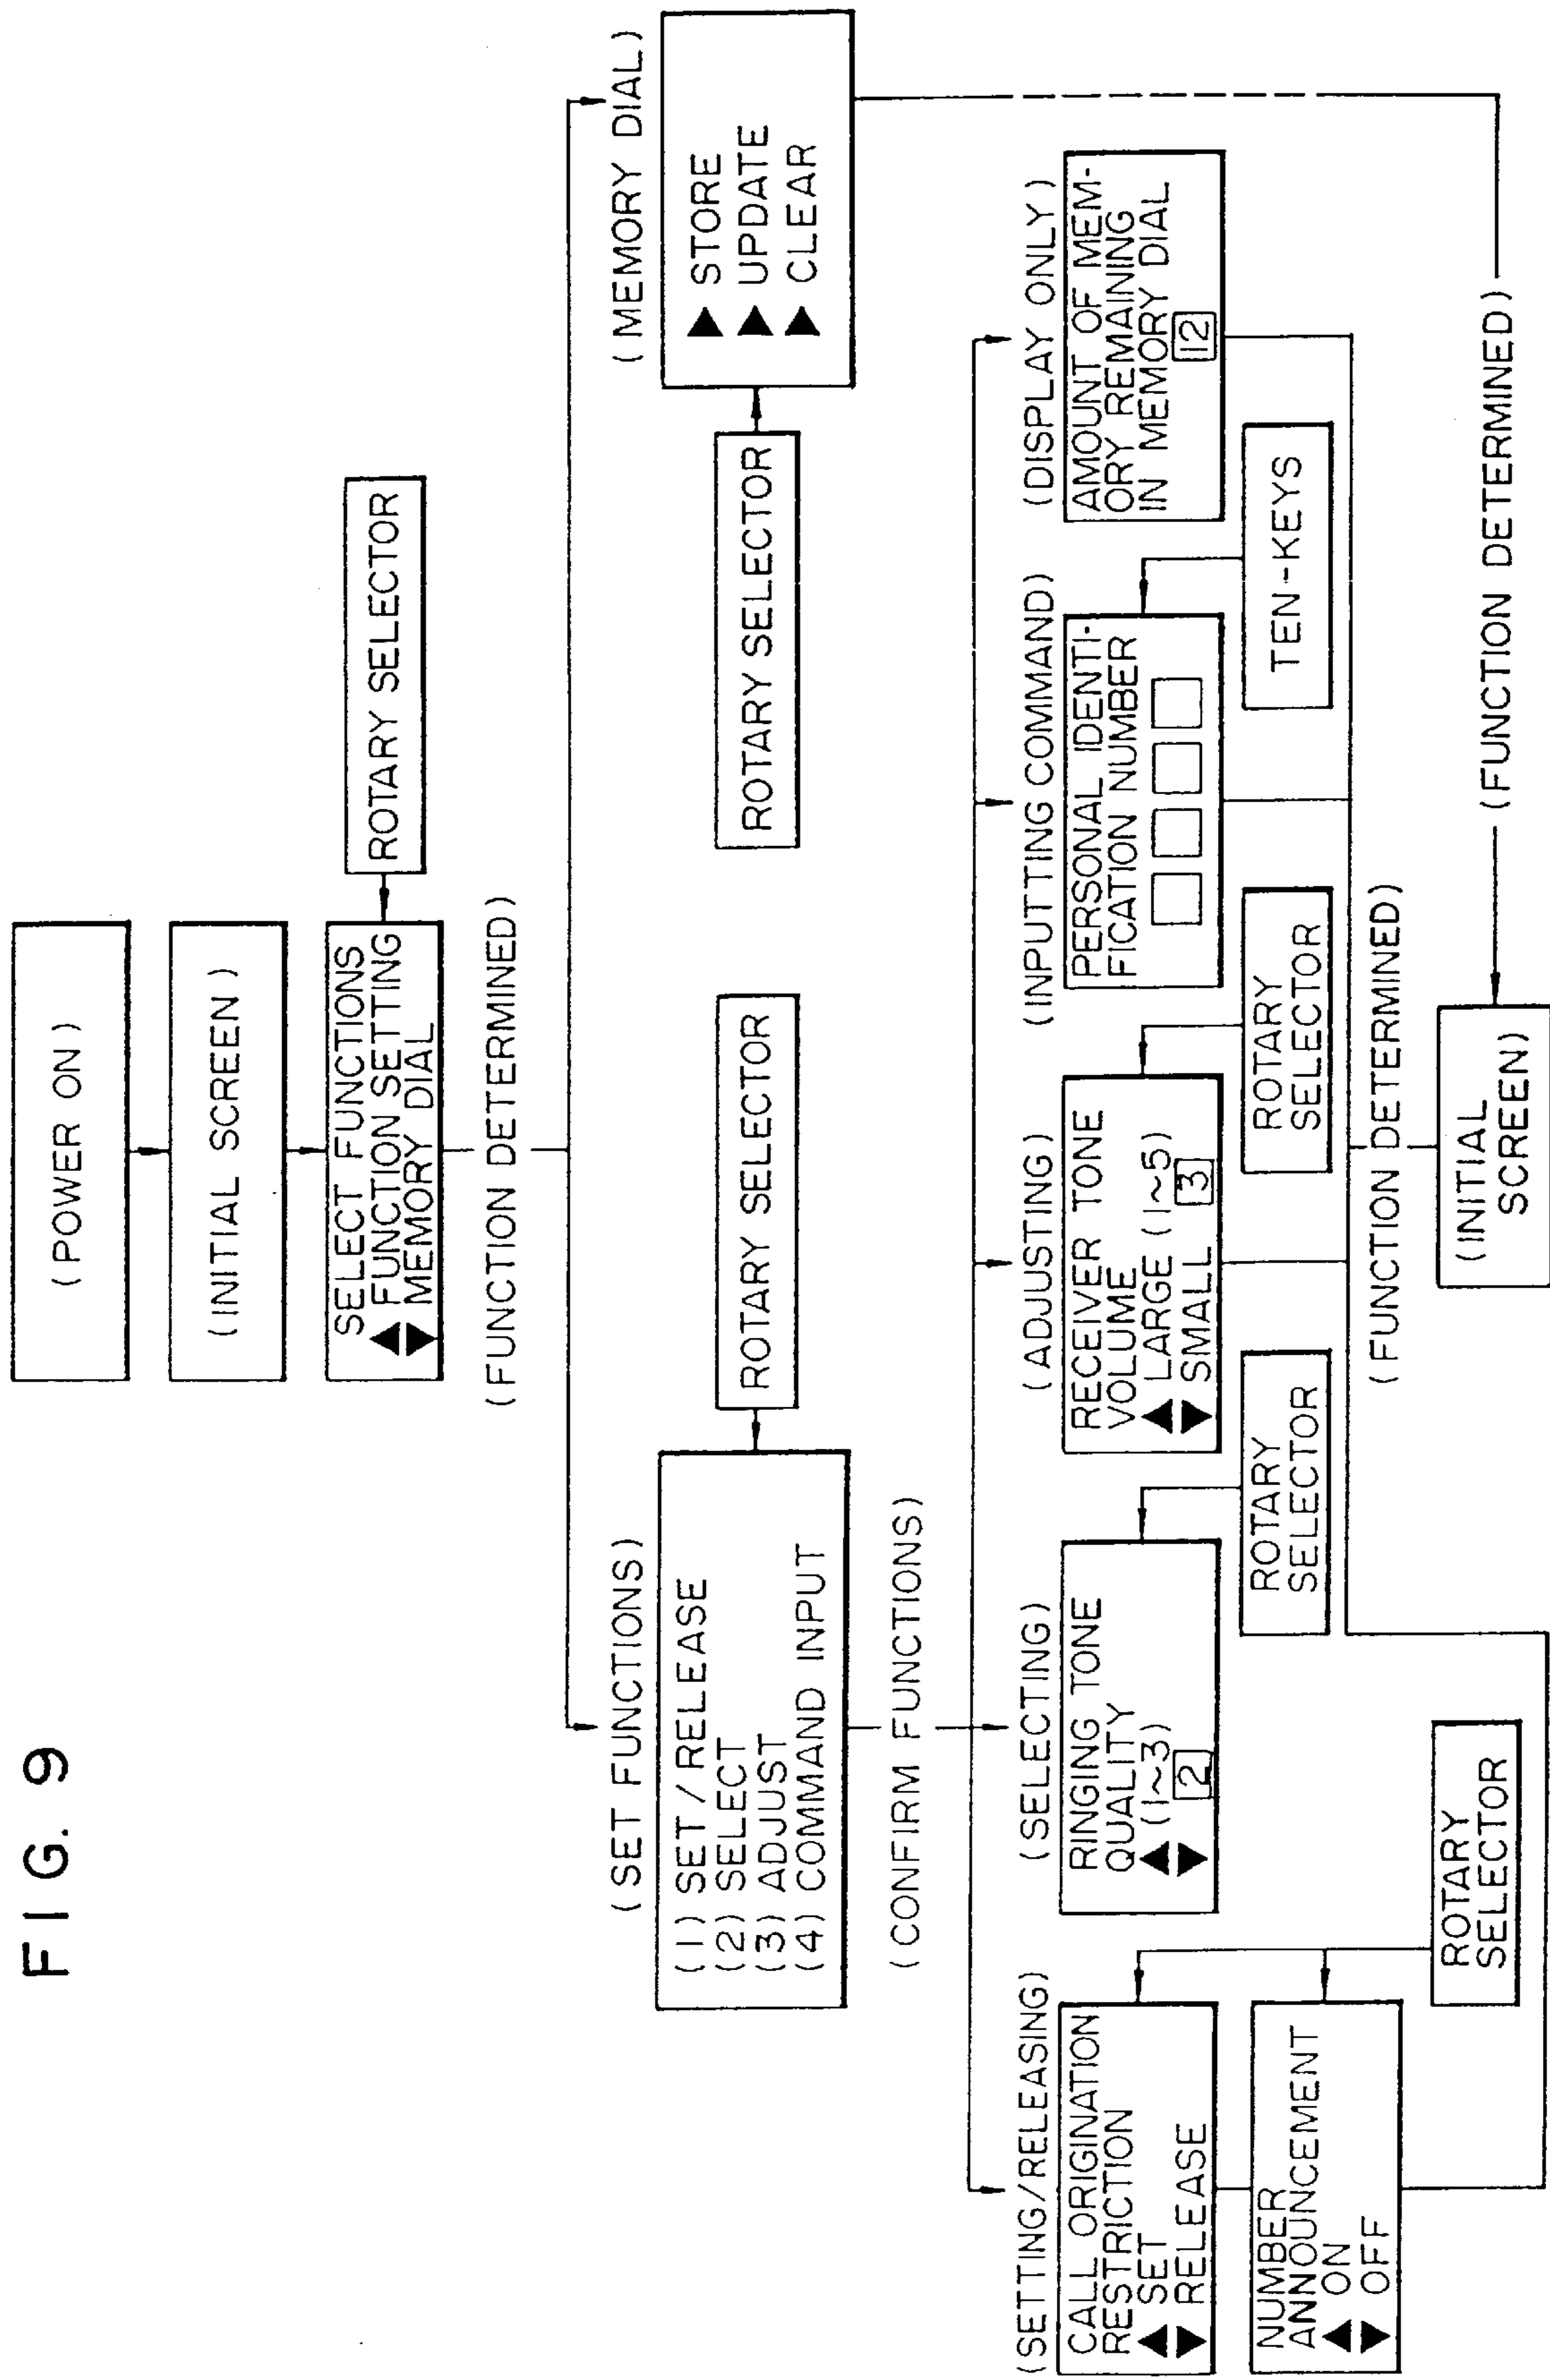 FIG. 9
(POWER ON)
(INITIAL SCREEN)
SELECT FUNCTIONS
▲ FUNCTION SETTING
▼ MEMORY DIAL
ROTARY SELECTOR
(FUNCTION DETERMINED)
(SET FUNCTIONS)
(1) SET/RELEASE
(2) SELECT
(3) ADJUST
(4) COMMAND INPUT
ROTARY SELECTOR
ROTARY SELECTOR
(MEMORY DIAL)
▶ STORE
▶ UPDATE
▶ CLEAR
(CONFIRM FUNCTIONS)
(SETTING/RELEASING)
CALL ORIGINATION
RESTRICTION
▲ SET
▼ RELEASE
NUMBER
ANNOUNCEMENT
▲ ON
▼ OFF
ROTARY
SELECTOR
(SELECTING)
RINGING TONE
QUALITY
▲ (1~3)
▼ 2
ROTARY
SELECTOR
(ADJUSTING)
RECEIVER TONE
VOLUME
▲ LARGE (1~5)
▼ SMALL 3
ROTARY
SELECTOR
(INPUTTING COMMAND)
PERSONAL IDENTI-
FICATION NUMBER
TEN-KEYS
(DISPLAY ONLY)
AMOUNT OF MEM-
ORY REMAINING
IN MEMORY DIAL
12
(FUNCTION DETERMINED)
(INITIAL
SCREEN)
(FUNCTION DETERMINED)